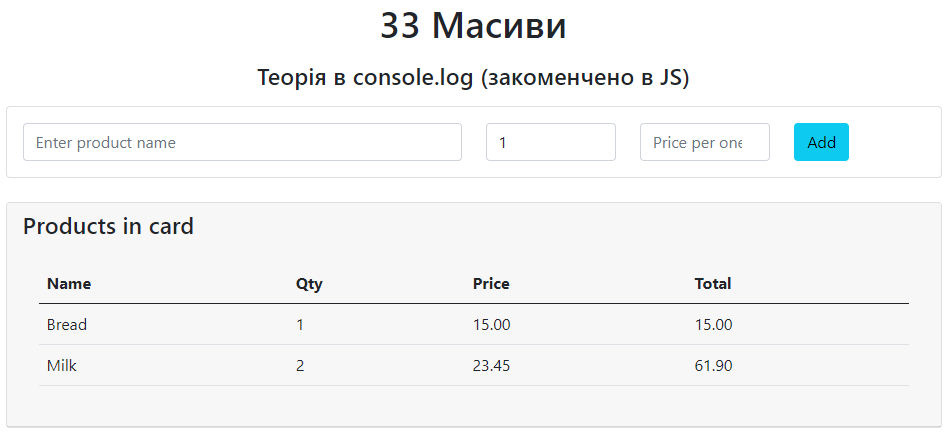 33 Масиви
Теорія в console.log (закоменчено в JS)
Enter product name 1 Price per one Add
Products in card
Name Qty Price Total
Bread 1 15.00 15.00
Milk 2 23.45 61.90